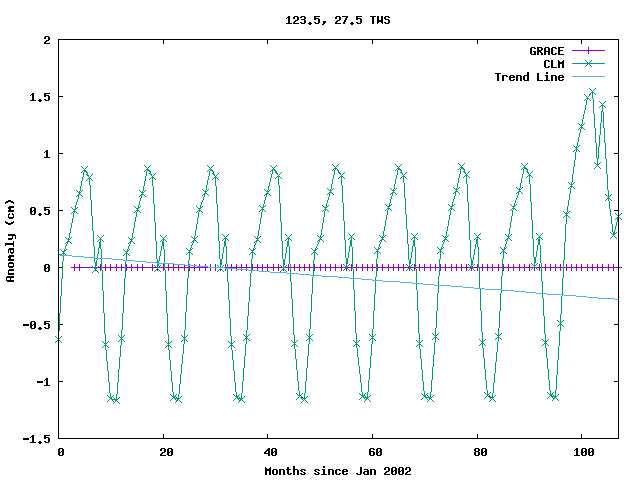 123.5, 27.5 TWS
GRACE
CLM
Trend Line
2
1.5
1
0.5
0
-0.5
-1
-1.5
Anomaly (cm)
0 20 40 60 80 100
Months since Jan 2002